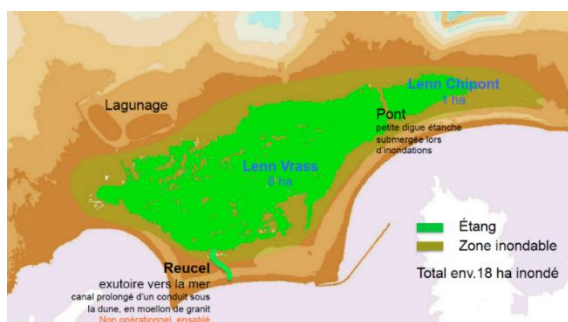 Lenn Chipont
1 ha
Lagunage
Pont
petite digue étanche
submergée lors
d'inondations
Lenn Vrass
8 ha
Étang
Zone inondable
Total env.18 ha inondé
Reucel
exutoire vers la mer
canal prolongé d'un conduit sous
la dune, en moellon de granit
Non opérationnel, ensablé